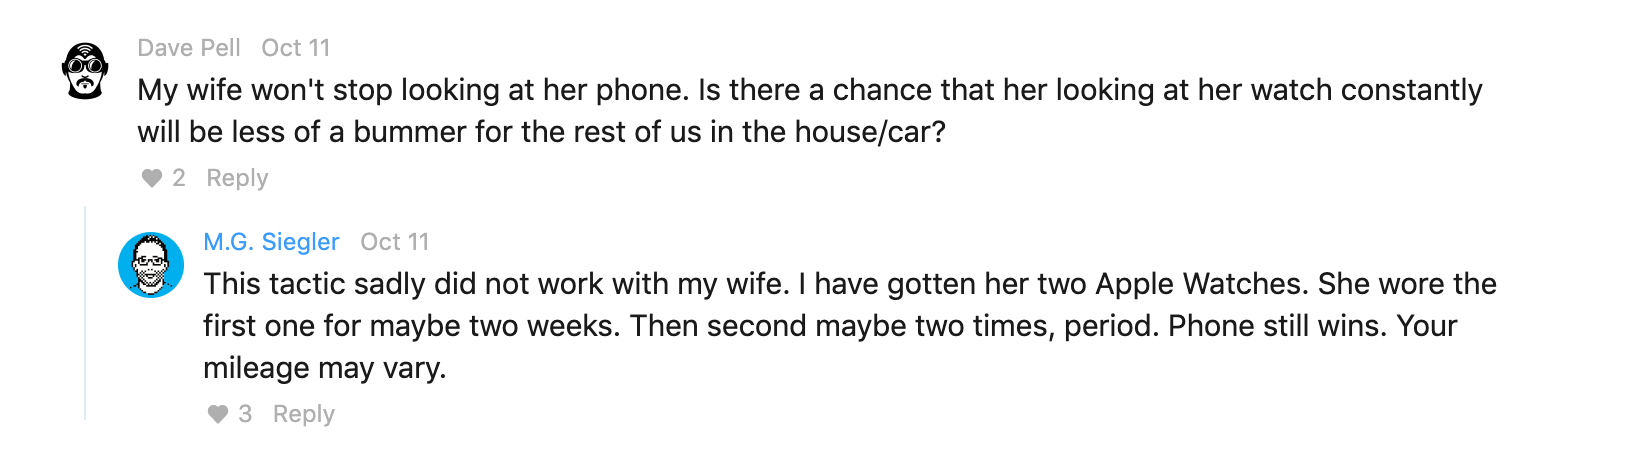 Dave Pell Oct 11
My wife won't stop looking at her phone. Is there a chance that her looking at her watch constantly
will be less of a bummer for the rest of us in the house/car?
2 Reply
M.G. Siegler Oct 11
This tactic sadly did not work with my wife. I have gotten her two Apple Watches. She wore the
first one for maybe two weeks. Then second maybe two times, period. Phone still wins. Your
mileage may vary.
3 Reply